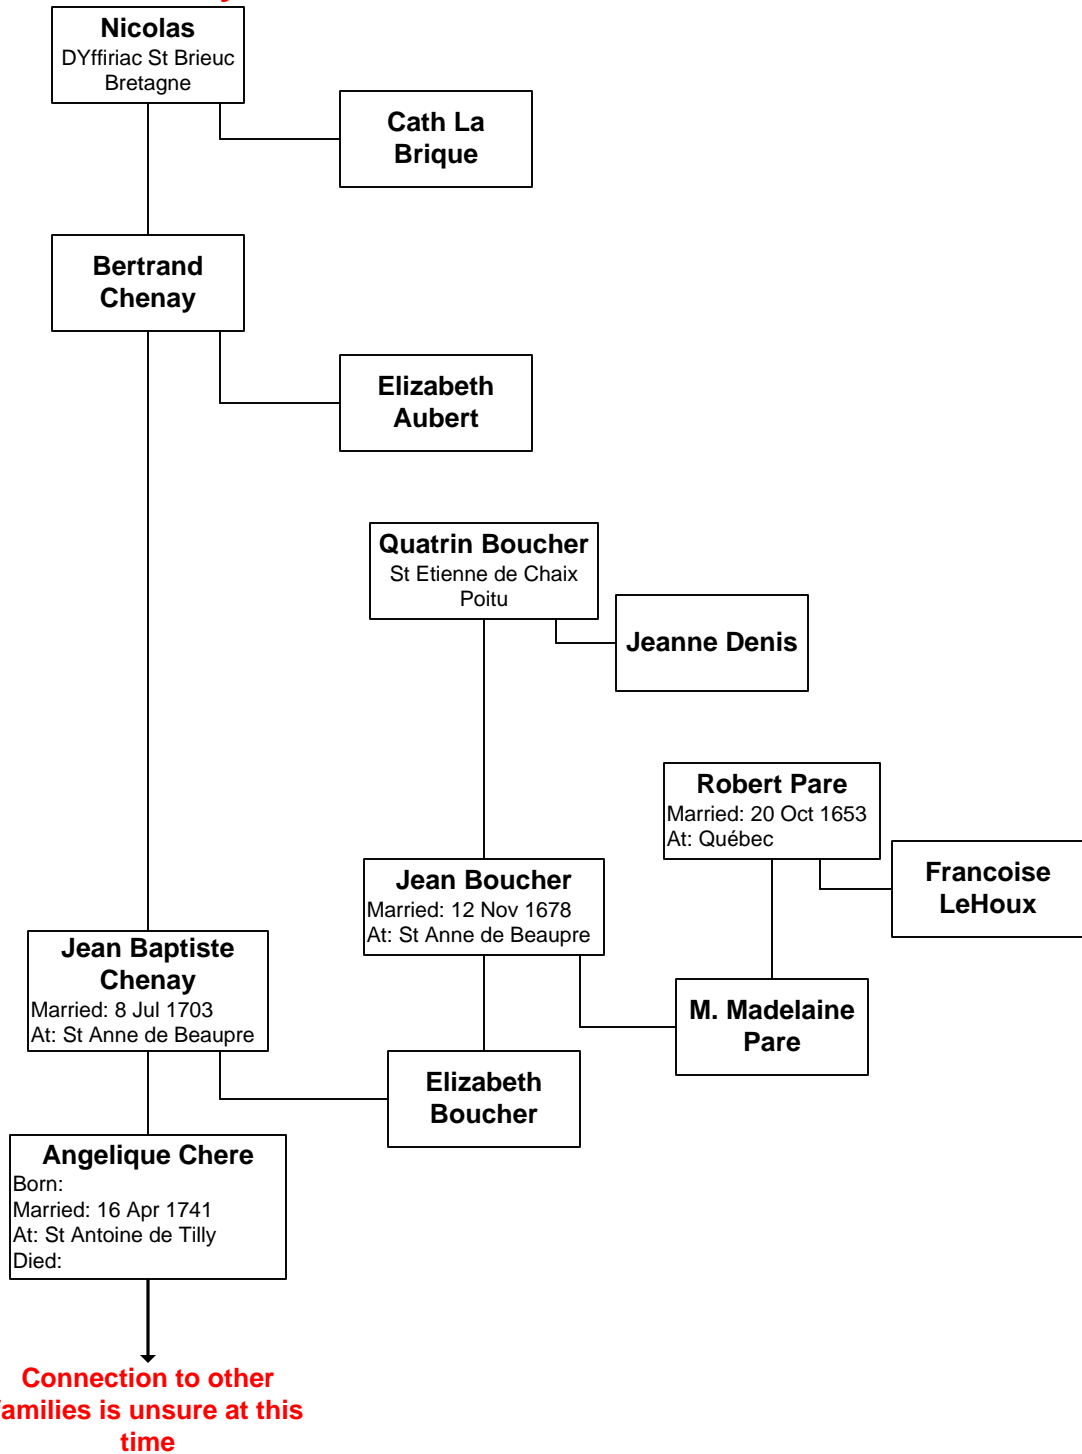 Nicolas
DYffiriac St Brieuc
Bretagne
Cath La
Brique
Bertrand
Chenay
Elizabeth
Aubert
Quatrin Boucher
St Etienne de Chaix
Poitu
Jeanne Denis
Robert Pare
Married: 20 Oct 1653
At: Québec
Francoise
LeHoux
Jean Boucher
Married: 12 Nov 1678
At: St Anne de Beaupre
Jean Baptiste
Chenay
Married: 8 Jul 1703
At: St Anne de Beaupre
M. Madelaine
Pare
Elizabeth
Boucher
Angelique Chere
Born:
Married: 16 Apr 1741
At: St Antoine de Tilly
Died:
Connection to other
families is unsure at this
time